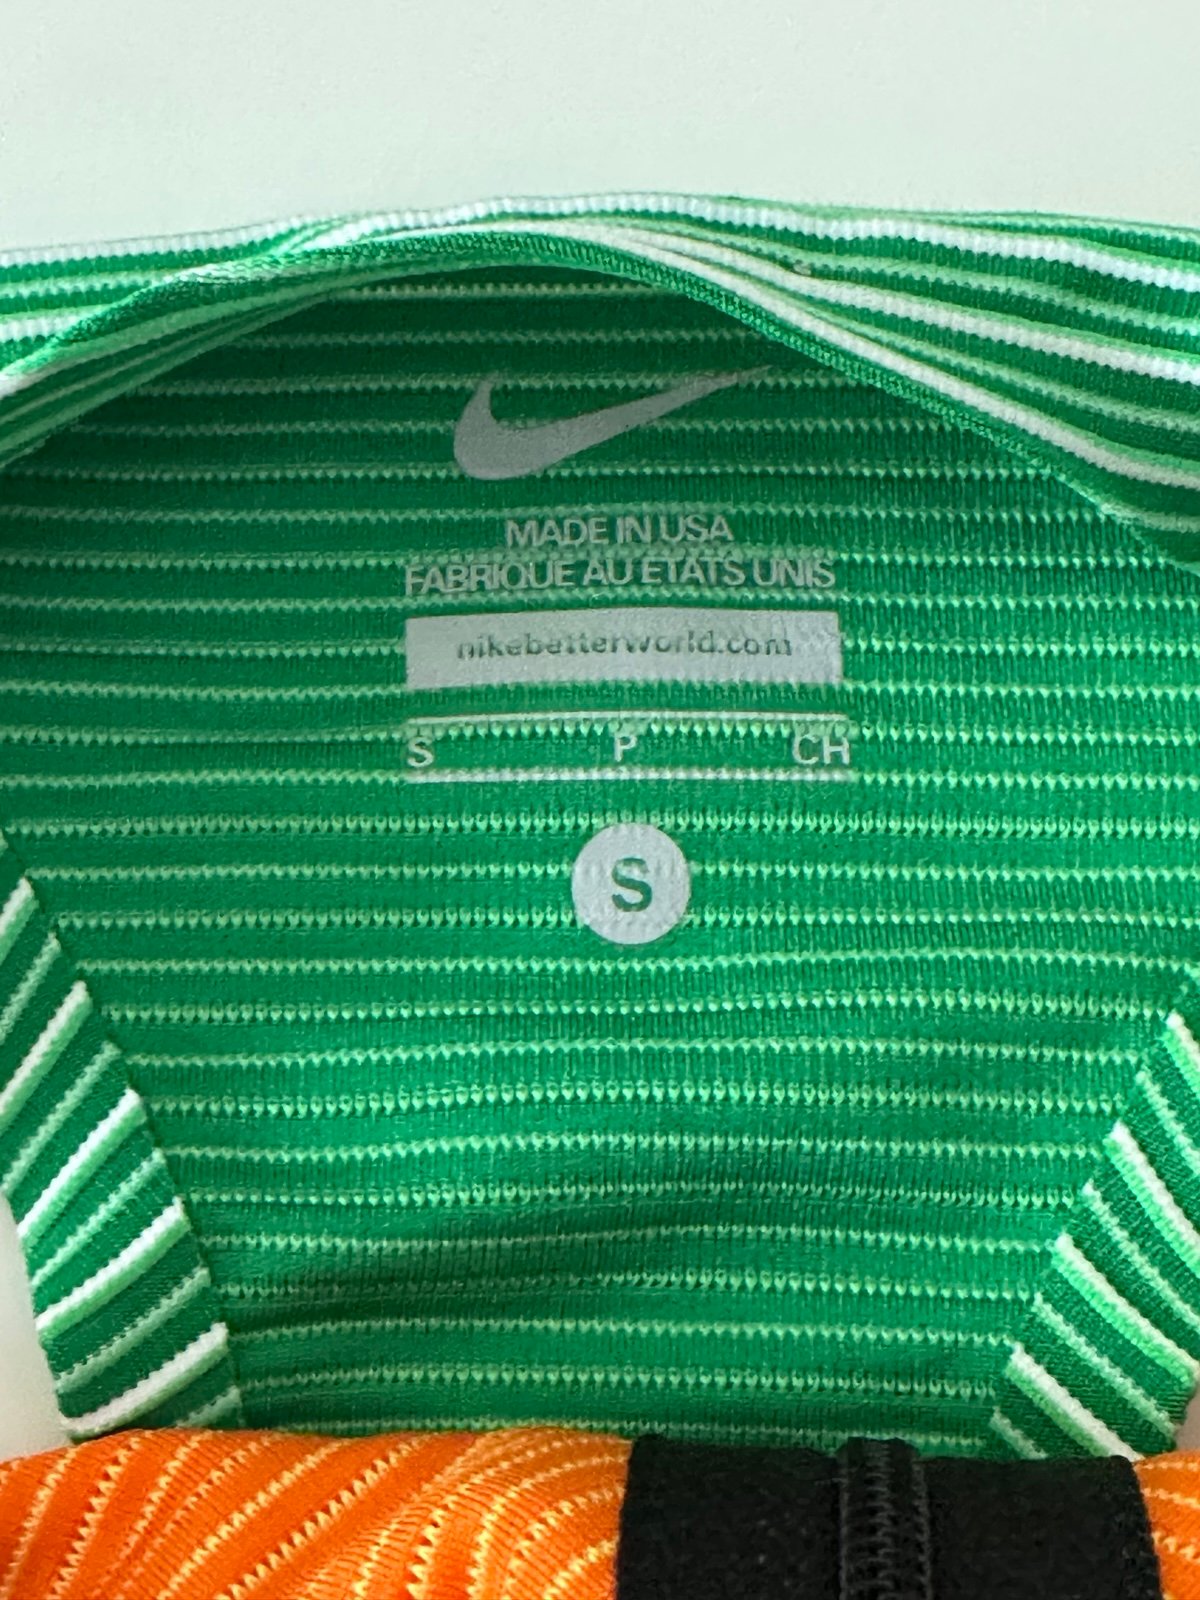 MADE IN USA
FABRIQUE AU ETATS UNIS
nikebetterworld.com
S P CH
S